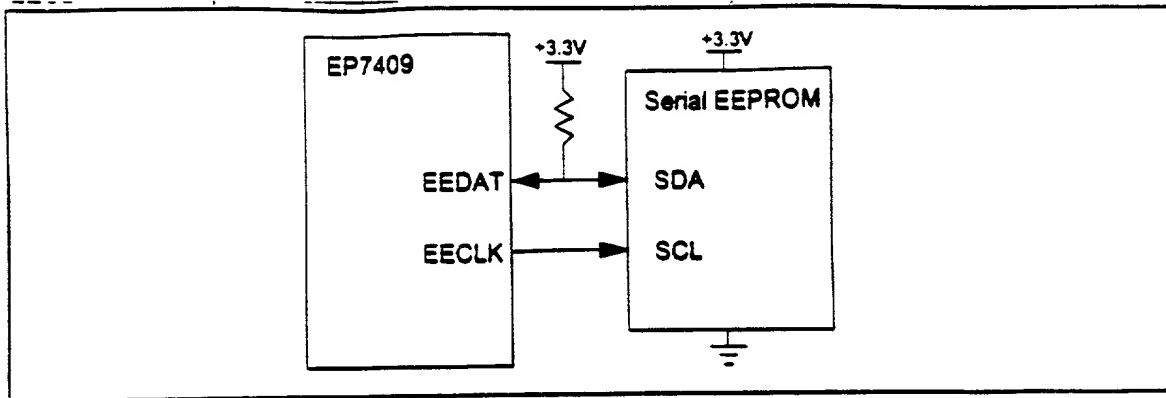 EP7409
+3.3V
+3.3V
Serial EEPROM
EEDAT
SDA
EECLK
SCL